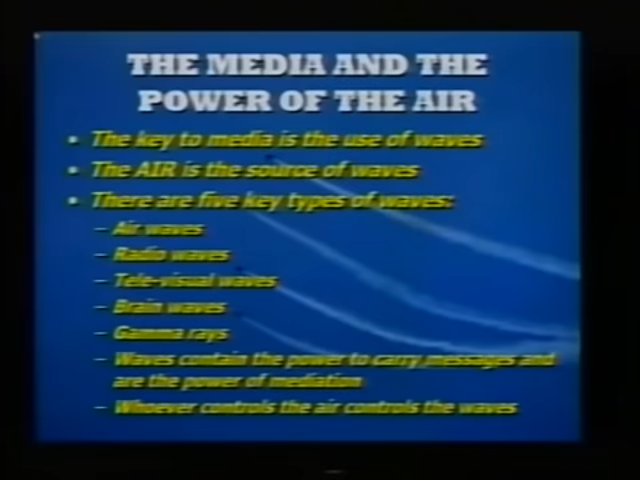 THE MEDIA AND THE
POWER OF THE AIR
• The key to media is the use of waves
• The AIR is the source of waves
• There are five key types of waves:
– Air waves
– Radio waves
– Tele-visual waves
– Brain waves
– Gamma rays
– Waves contain the power to carry messages and
are the power of mediation
– Whoever controls the air controls the waves